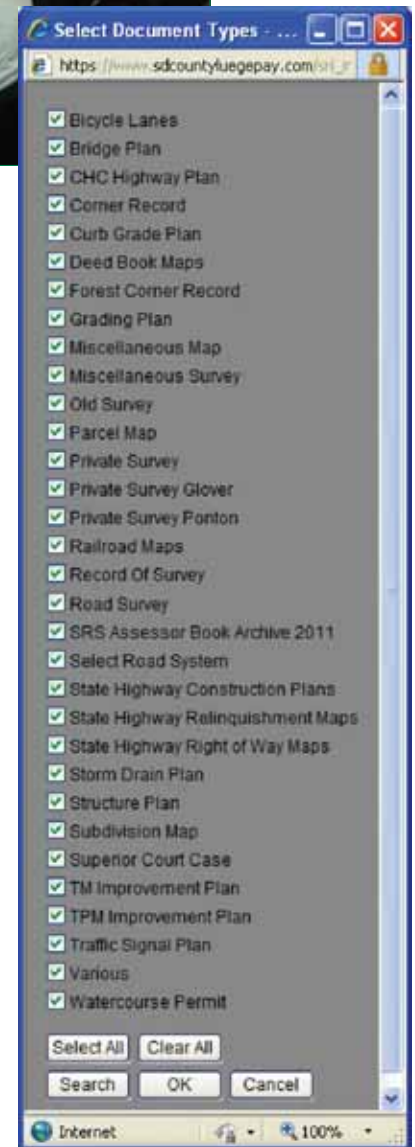 Select Document Types - ...
https://www.sdcountyluegepay.com/sri_ir
Bicycle Lanes
Bridge Plan
CHC Highway Plan
Corner Record
Curb Grade Plan
Deed Book Maps
Forest Corner Record
Grading Plan
Miscellaneous Map
Miscellaneous Survey
Old Survey
Parcel Map
Private Survey
Private Survey Glover
Private Survey Ponton
Railroad Maps
Record Of Survey
Road Survey
SRS Assessor Book Archive 2011
Select Road System
State Highway Construction Plans
State Highway Relinquishment Maps
State Highway Right of Way Maps
Storm Drain Plan
Structure Plan
Subdivision Map
Superior Court Case
TM Improvement Plan
TPM Improvement Plan
Traffic Signal Plan
Various
Watercourse Permit
Select All Clear All
Search OK Cancel
Internet 100%